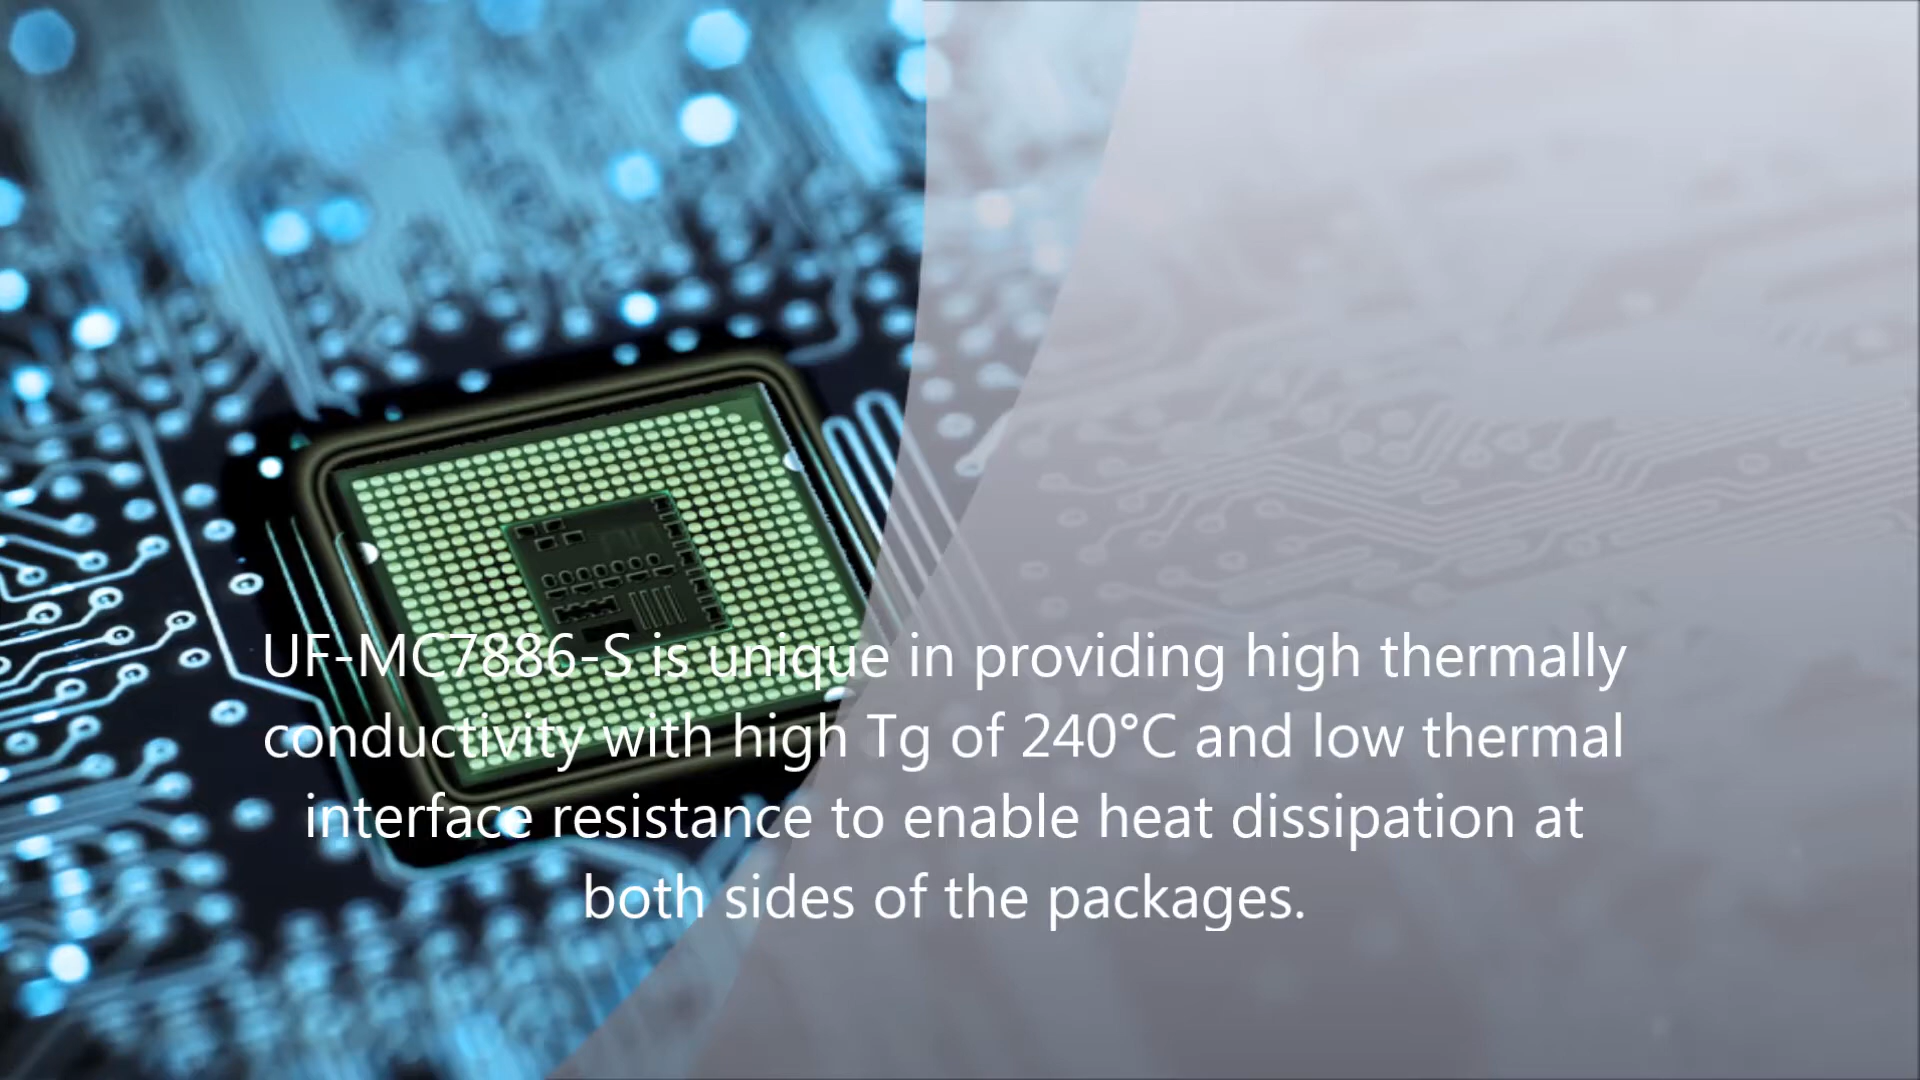 UF-MC7886-S is unique in providing high thermally
conductivity with high Tg of 240°C and low thermal
interface resistance to enable heat dissipation at
both sides of the packages.